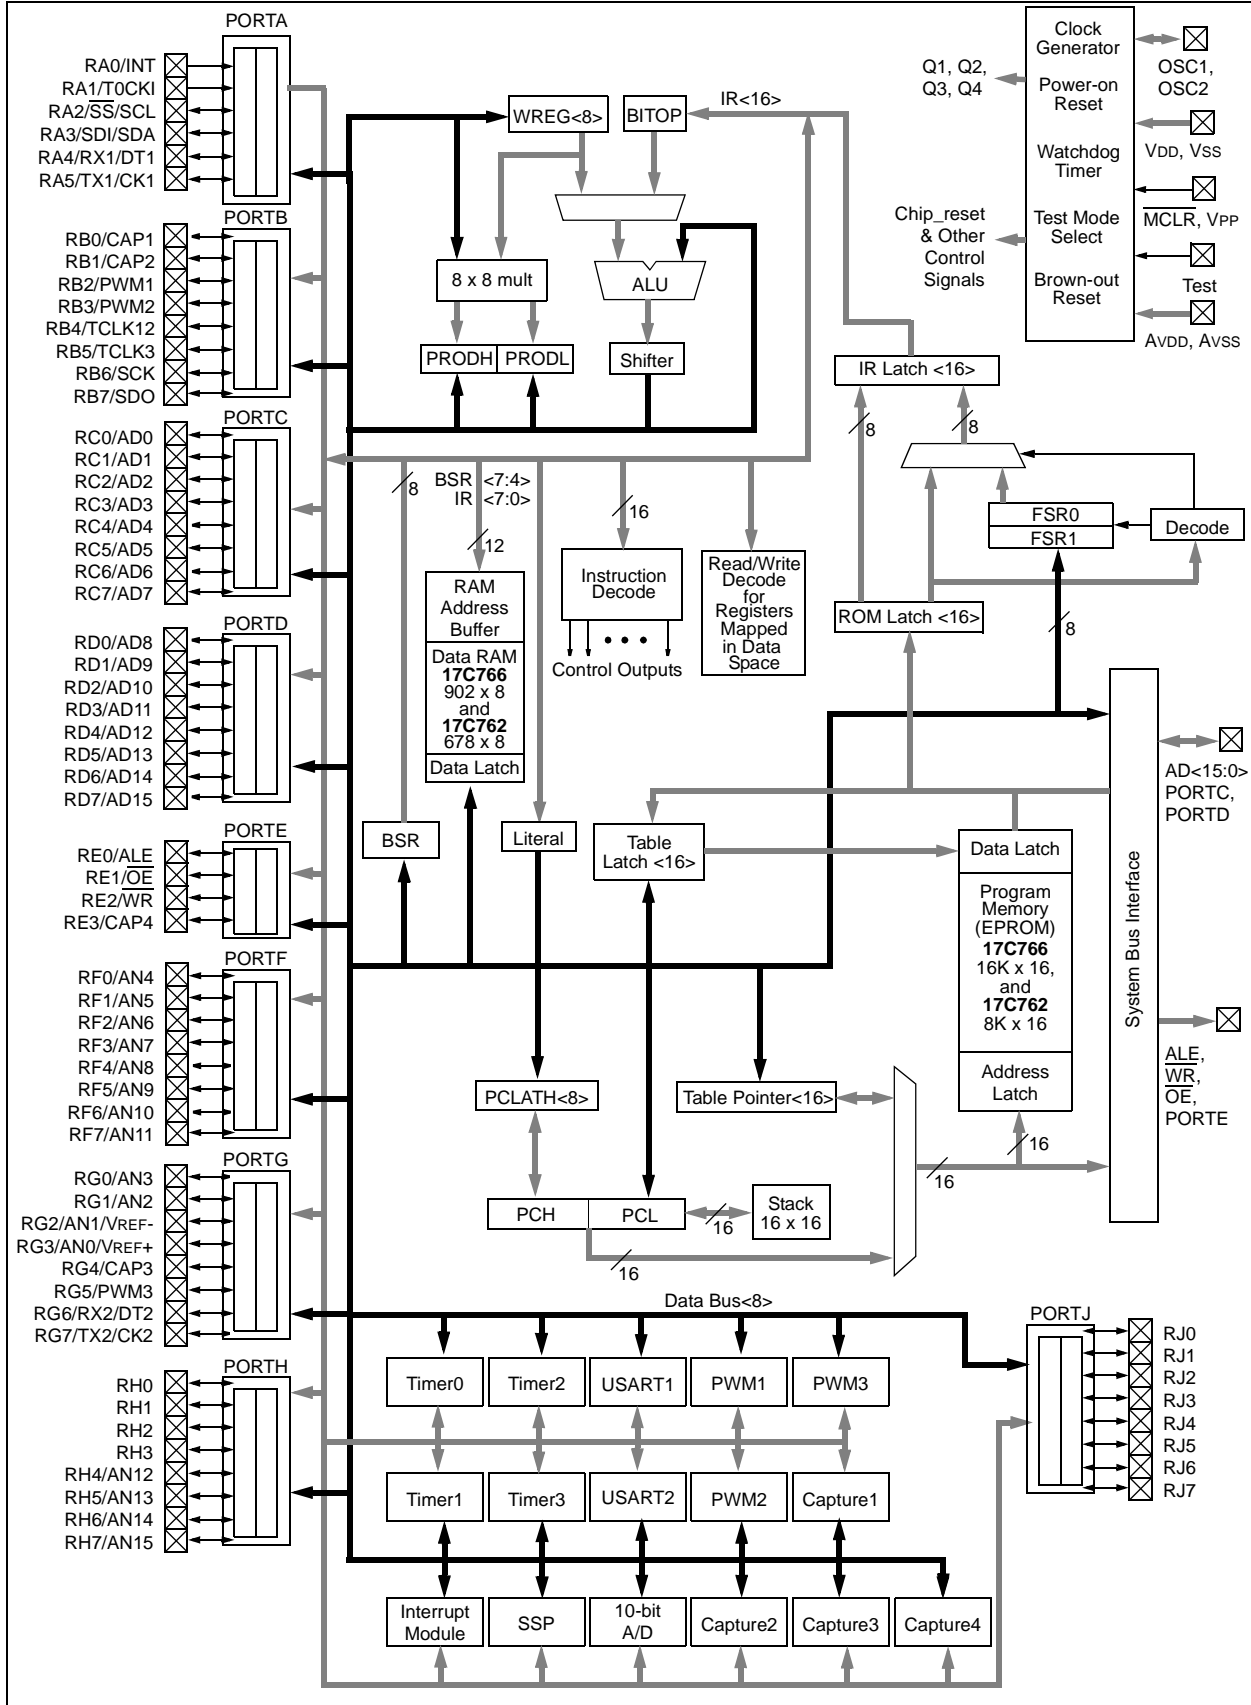 PORTA
RA0/INT
RA1/T0CKI
RA2/SS/SCL
RA3/SDI/SDA
RA4/RX1/DT1
RA5/TX1/CK1
PORTB
RB0/CAP1
RB1/CAP2
RB2/PWM1
RB3/PWM2
RB4/TCLK12
RB5/TCLK3
RB6/SCK
RB7/SDO
PORTC
RC0/AD0
RC1/AD1
RC2/AD2
RC3/AD3
RC4/AD4
RC5/AD5
RC6/AD6
RC7/AD7
PORTD
RD0/AD8
RD1/AD9
RD2/AD10
RD3/AD11
RD4/AD12
RD5/AD13
RD6/AD14
RD7/AD15
PORTE
RE0/ALE
RE1/OE
RE2/WR
RE3/CAP4
PORTF
RF0/AN4
RF1/AN5
RF2/AN6
RF3/AN7
RF4/AN8
RF5/AN9
RF6/AN10
RF7/AN11
PORTG
RG0/AN3
RG1/AN2
RG2/AN1/VREF-
RG3/AN0/VREF+
RG4/CAP3
RG5/PWM3
RG6/RX2/DT2
RG7/TX2/CK2
PORTH
RH0
RH1
RH2
RH3
RH4/AN12
RH5/AN13
RH6/AN14
RH7/AN15
WREG<8>
BITOP
IR<16>
8 x 8 mult
ALU
PRODH
PRODL
Shifter
Q1, Q2,
Q3, Q4
Chip_reset
& Other
Control
Signals
Clock
Generator
Power-on
Reset
Watchdog
Timer
Test Mode
Select
Brown-out
Reset
OSC1,
OSC2
VDD, VSS
MCLR, VPP
Test
AVDD, AVSS
IR Latch <16>
8
8
FSR0
FSR1
Decode
ROM Latch <16>
8
8
BSR <7:4>
IR <7:0>
12
16
RAM
Address
Buffer
Data RAM
17C766
902 x 8
and
17C762
678 x 8
Data Latch
Instruction
Decode
Control Outputs
Read/Write
Decode
for
Registers
Mapped
in Data
Space
BSR
Literal
Table
Latch <16>
Data Latch
Program
Memory
(EPROM)
17C766
16K x 16,
and
17C762
8K x 16
Address
Latch
System Bus Interface
AD<15:0>
PORTC,
PORTD
ALE,
WR,
OE,
PORTE
PCLATH<8>
Table Pointer<16>
16
16
PCH
PCL
16
Stack
16 x 16
16
Data Bus<8>
Timer0
Timer2
USART1
PWM1
PWM3
Timer1
Timer3
USART2
PWM2
Capture1
Interrupt
Module
SSP
10-bit
A/D
Capture2
Capture3
Capture4
PORTJ
RJ0
RJ1
RJ2
RJ3
RJ4
RJ5
RJ6
RJ7